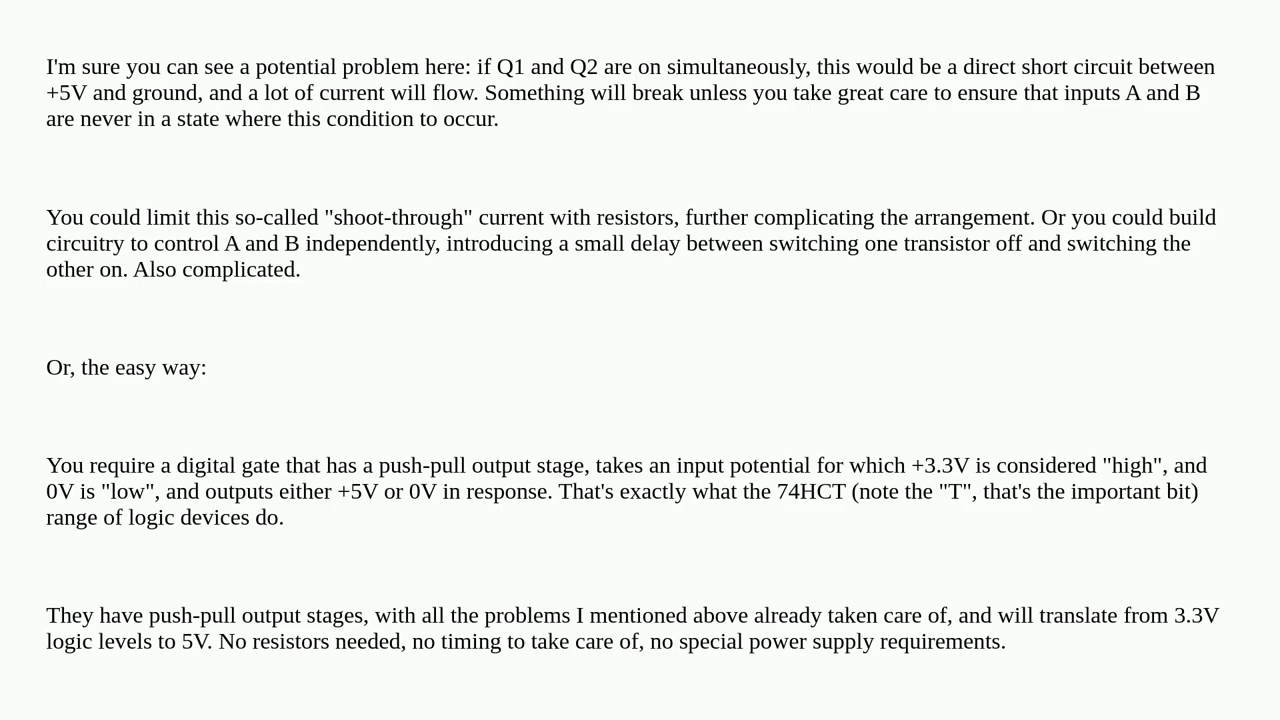 I'm sure you can see a potential problem here: if Q1 and Q2 are on simultaneously, this would be a direct short circuit between
+5V and ground, and a lot of current will flow. Something will break unless you take great care to ensure that inputs A and B
are never in a state where this condition to occur.
You could limit this so-called "shoot-through" current with resistors, further complicating the arrangement. Or you could build
circuitry to control A and B independently, introducing a small delay between switching one transistor off and switching the
other on. Also complicated.
Or, the easy way:
You require a digital gate that has a push-pull output stage, takes an input potential for which +3.3V is considered "high", and
0V is "low", and outputs either +5V or 0V in response. That's exactly what the 74HCT (note the "T", that's the important bit)
range of logic devices do.
They have push-pull output stages, with all the problems I mentioned above already taken care of, and will translate from 3.3V
logic levels to 5V. No resistors needed, no timing to take care of, no special power supply requirements.